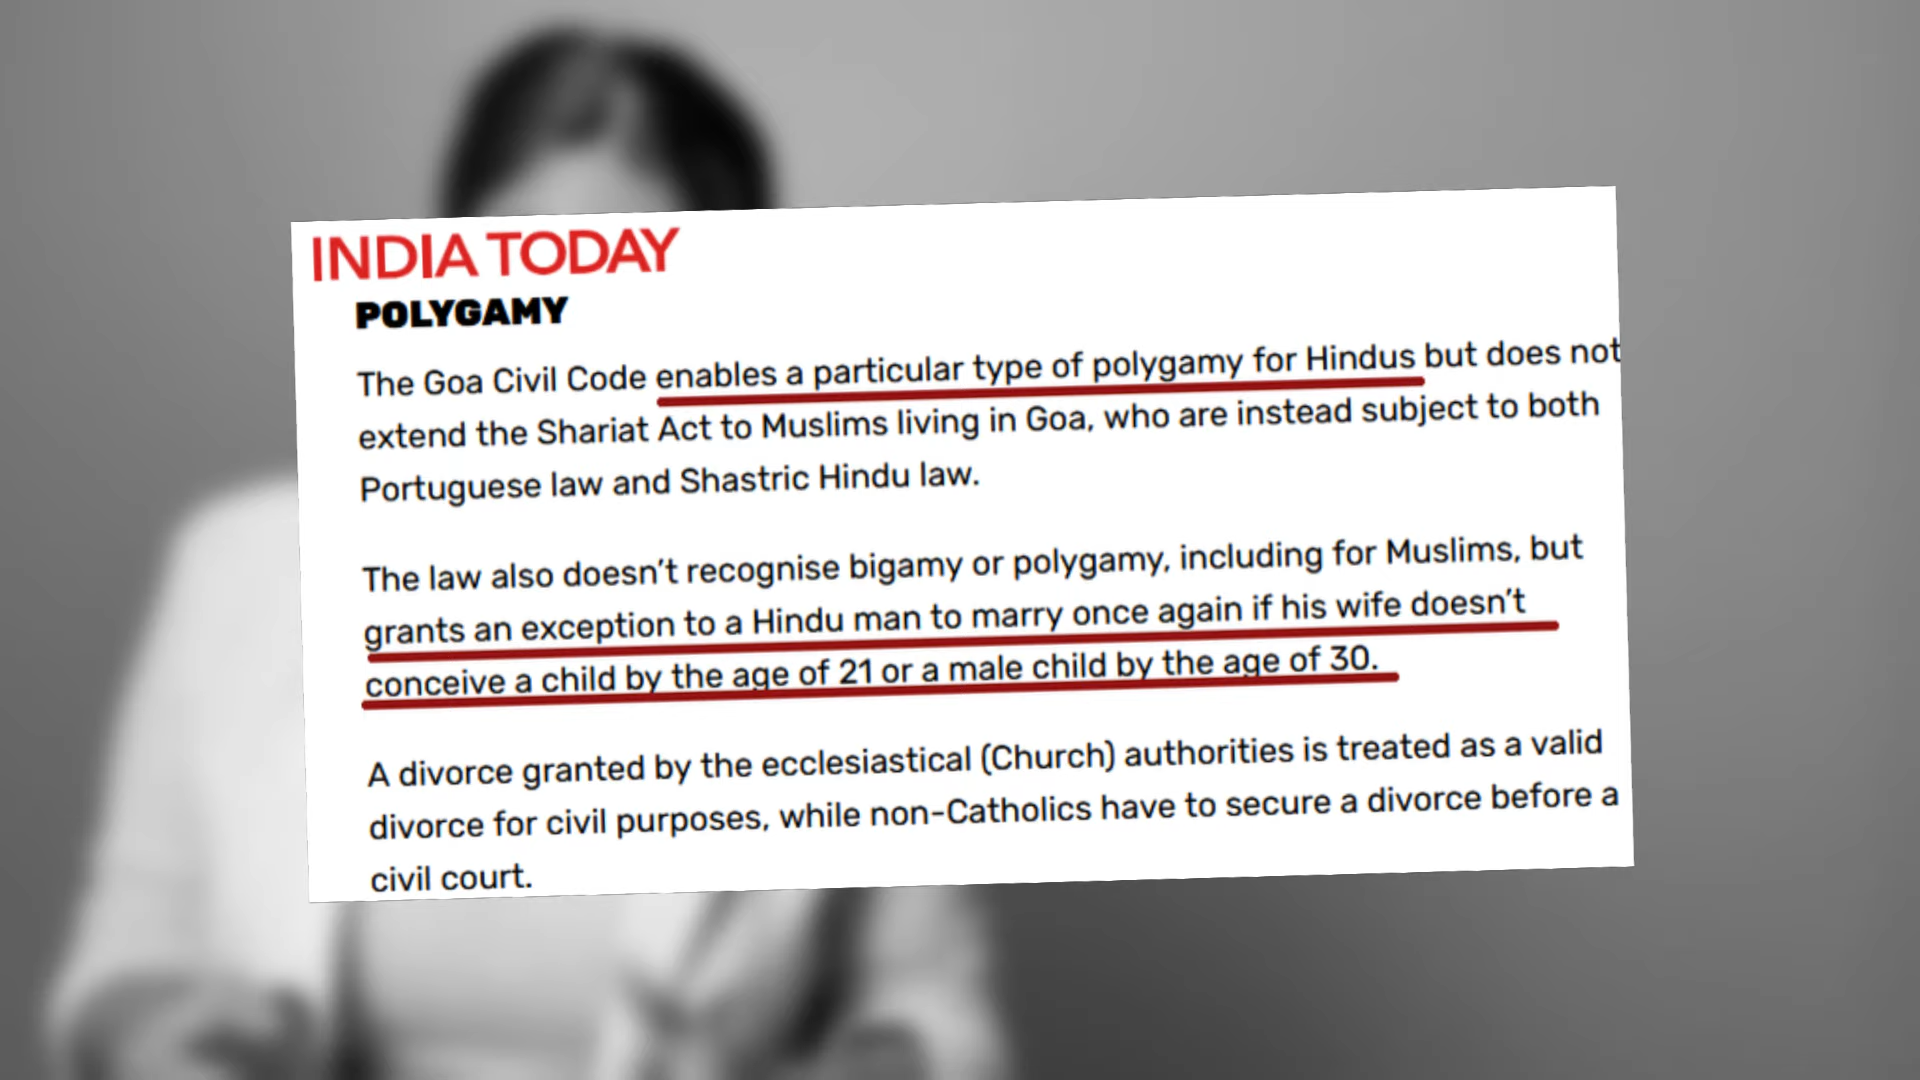 INDIA TODAY
POLYGAMY
The Goa Civil Code enables a particular type of polygamy for Hindus but does not
extend the Shariat Act to Muslims living in Goa, who are instead subject to both
Portuguese law and Shastric Hindu law.
The law also doesn't recognise bigamy or polygamy, including for Muslims, but
grants an exception to a Hindu man to marry once again if his wife doesn't
conceive a child by the age of 21 or a male child by the age of 30.
A divorce granted by the ecclesiastical (Church) authorities is treated as a valid
divorce for civil purposes, while non-Catholics have to secure a divorce before a
civil court.